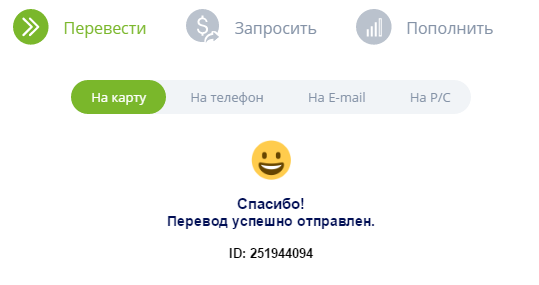 Перевести Запросить Пополнить
На карту На телефон На E-mail На Р/С
Спасибо!
Перевод успешно отправлен.
ID: 251944094